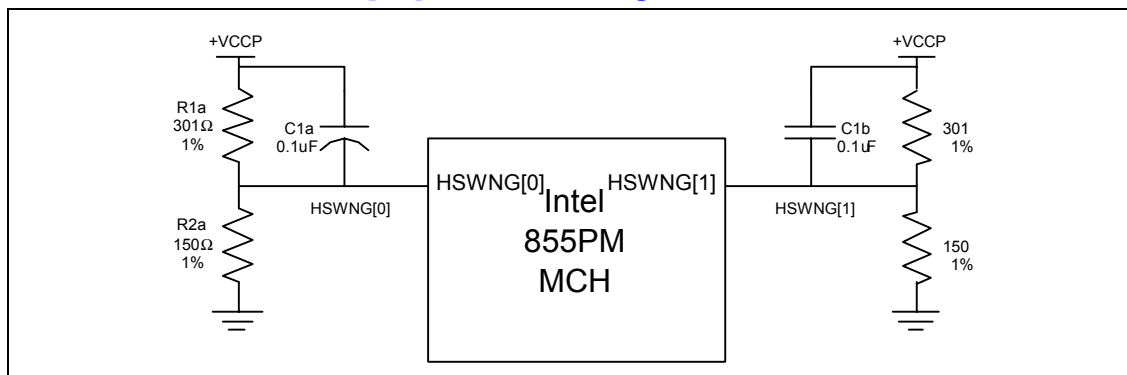 +VCCP
R1a
301Ω
1%
C1a
0.1uF
R2a
150Ω
1%
HSWNG[0]
HSWNG[0]
HSWNG[1]
Intel
855PM
MCH
HSWNG[1]
+VCCP
C1b
0.1uF
301
1%
150
1%